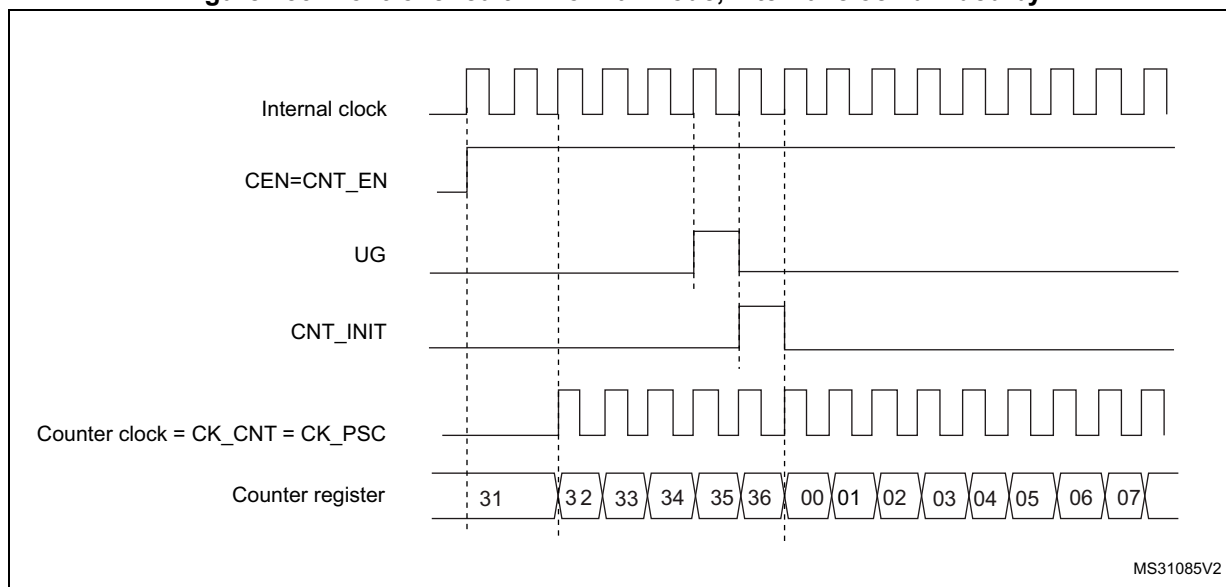 Internal clock
CEN=CNT_EN
UG
CNT_INIT
Counter clock = CK_CNT = CK_PSC
Counter register 31 32 33 34 35 36 00 01 02 03 04 05 06 07
MS31085V2